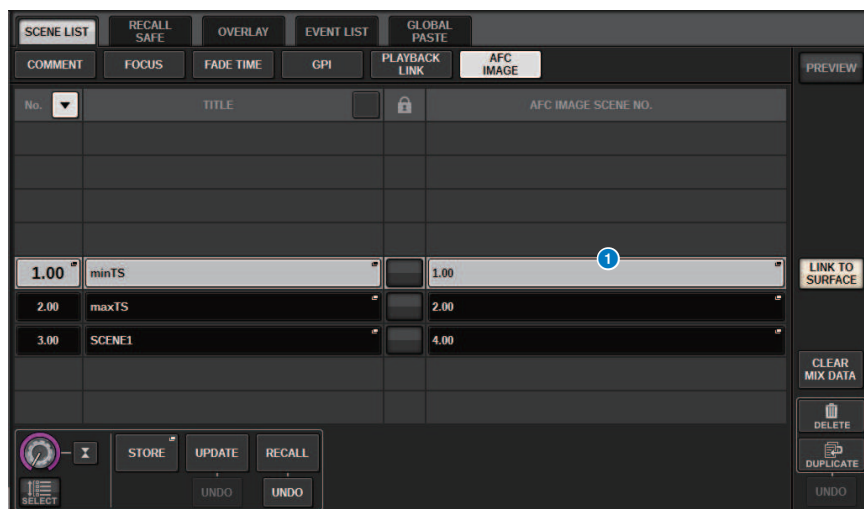 SCENE LIST
RECALL
SAFE
OVERLAY
EVENT LIST
GLOBAL
PASTE
COMMENT
FOCUS
FADE TIME
GPI
PLAYBACK
LINK
AFC
IMAGE
PREVIEW
No.
TITLE
AFC IMAGE SCENE NO.
1
1.00
minTS
1.00
LINK TO
SURFACE
2.00
maxTS
2.00
3.00
SCENE1
4.00
CLEAR
MIX DATA
DELETE
STORE
UPDATE
RECALL
DUPLICATE
SELECT
UNDO
UNDO
UNDO